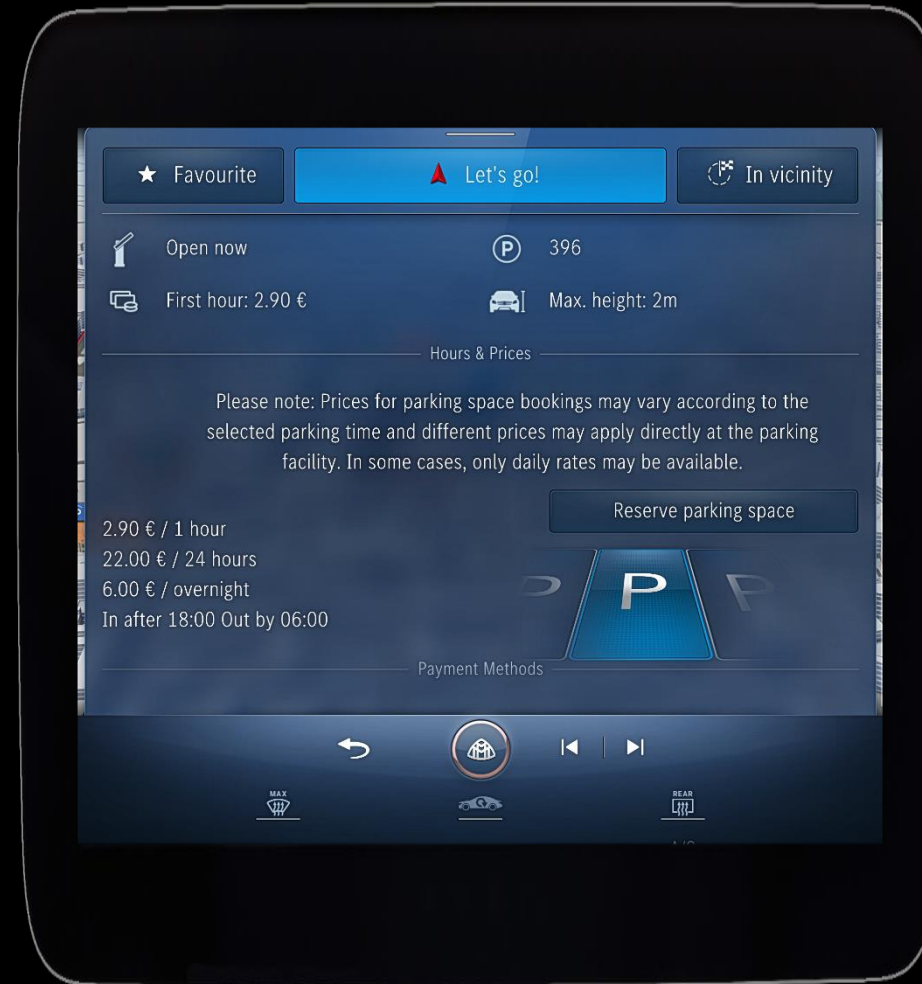 Favourite
Let's go!
In vicinity
Open now
P
396
First hour: 2.90 €
Max. height: 2m
Hours & Prices
Please note: Prices for parking space bookings may vary according to the
selected parking time and different prices may apply directly at the parking
facility. In some cases, only daily rates may be available.
Reserve parking space
2.90 € / 1 hour
22.00 € / 24 hours
6.00 € / overnight
In after 18:00 Out by 06:00
P P P
Payment Methods
MAX
REAR